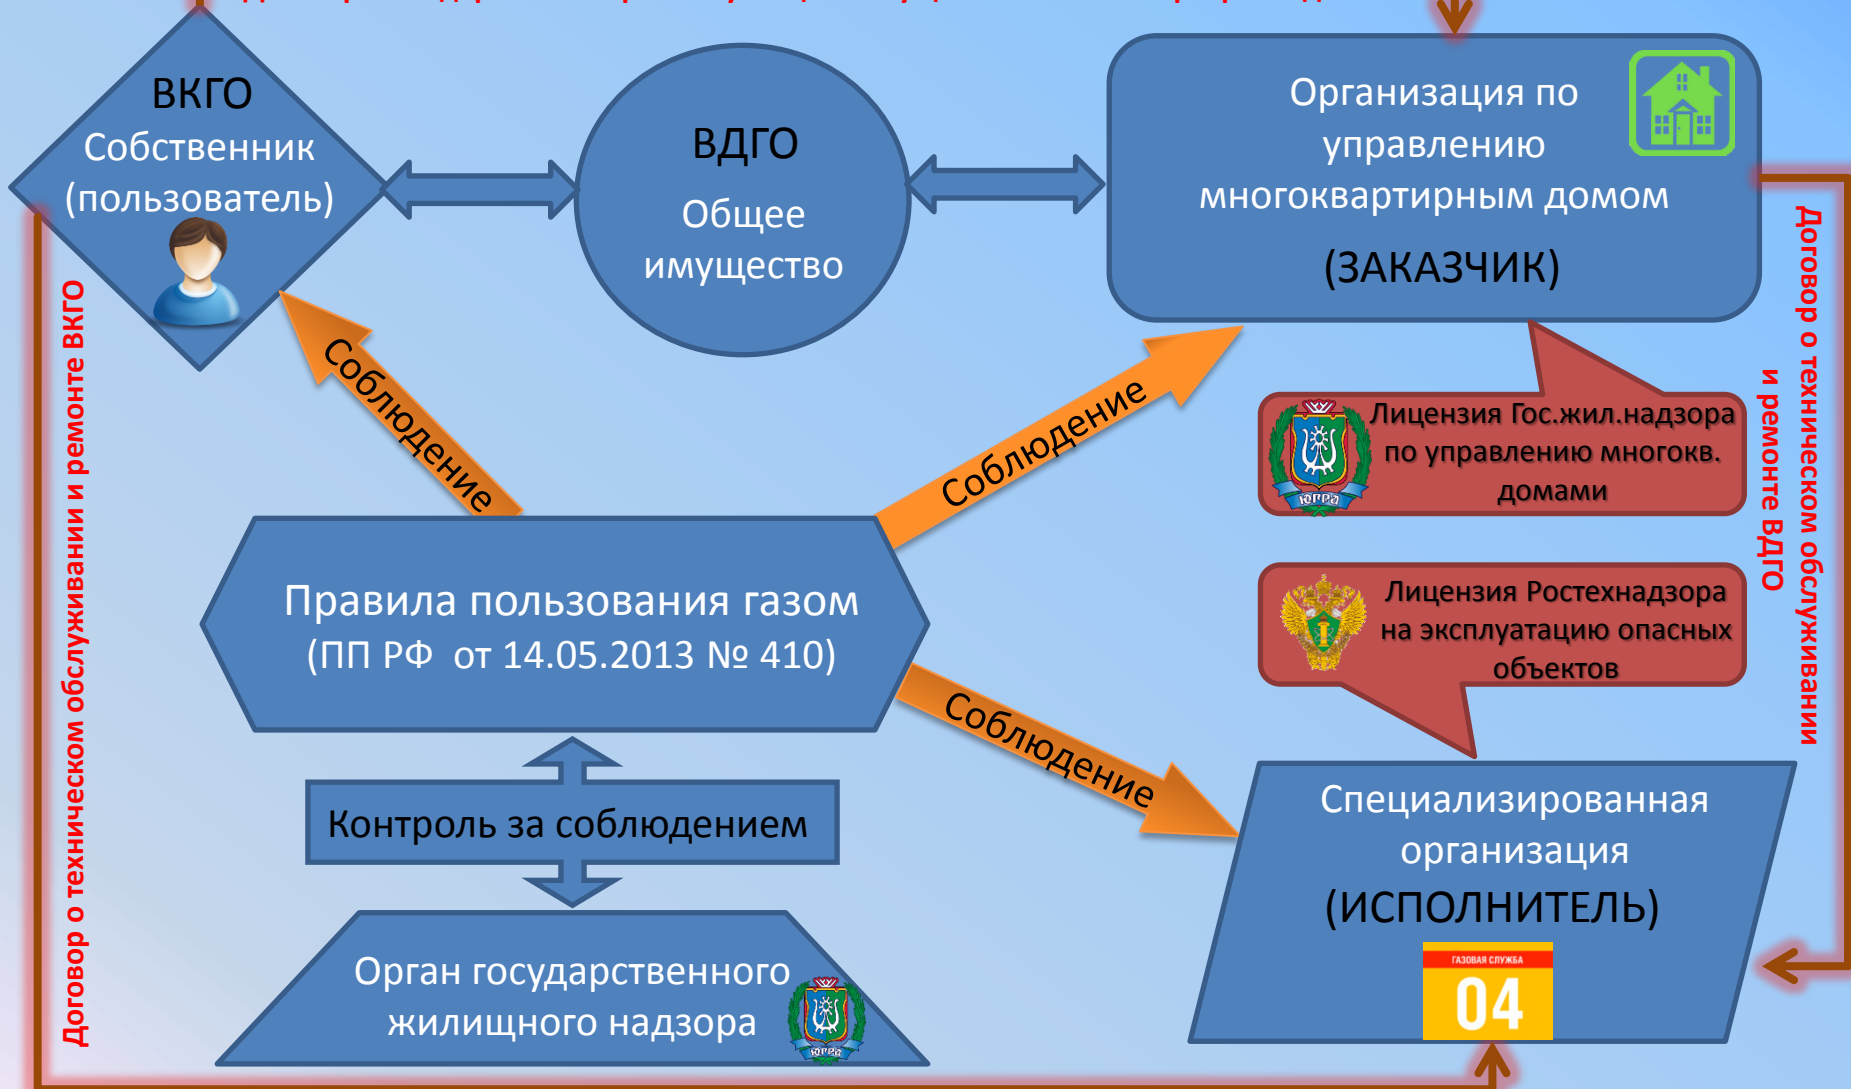 ВКГО
Собственник
(пользователь)
ВДГО
Общее
имущество
Организация по
управлению
многоквартирным домом
(ЗАКАЗЧИК)
Договор о техническом обслуживании и ремонте ВКГО
Соблюдение
Соблюдение
Лицензия Гос.жил.надзора
по управлению многокв.
домами
ЮГРА
Договор о техническом обслуживании
и ремонте ВДГО
Правила пользования газом
(ПП РФ от 14.05.2013 № 410)
Лицензия Ростехнадзора
на эксплуатацию опасных
объектов
Соблюдение
Контроль за соблюдением
Специализированная
организация
(ИСПОЛНИТЕЛЬ)
ГАЗОВАЯ СЛУЖБА
04
Орган государственного
жилищного надзора
ЮГРА